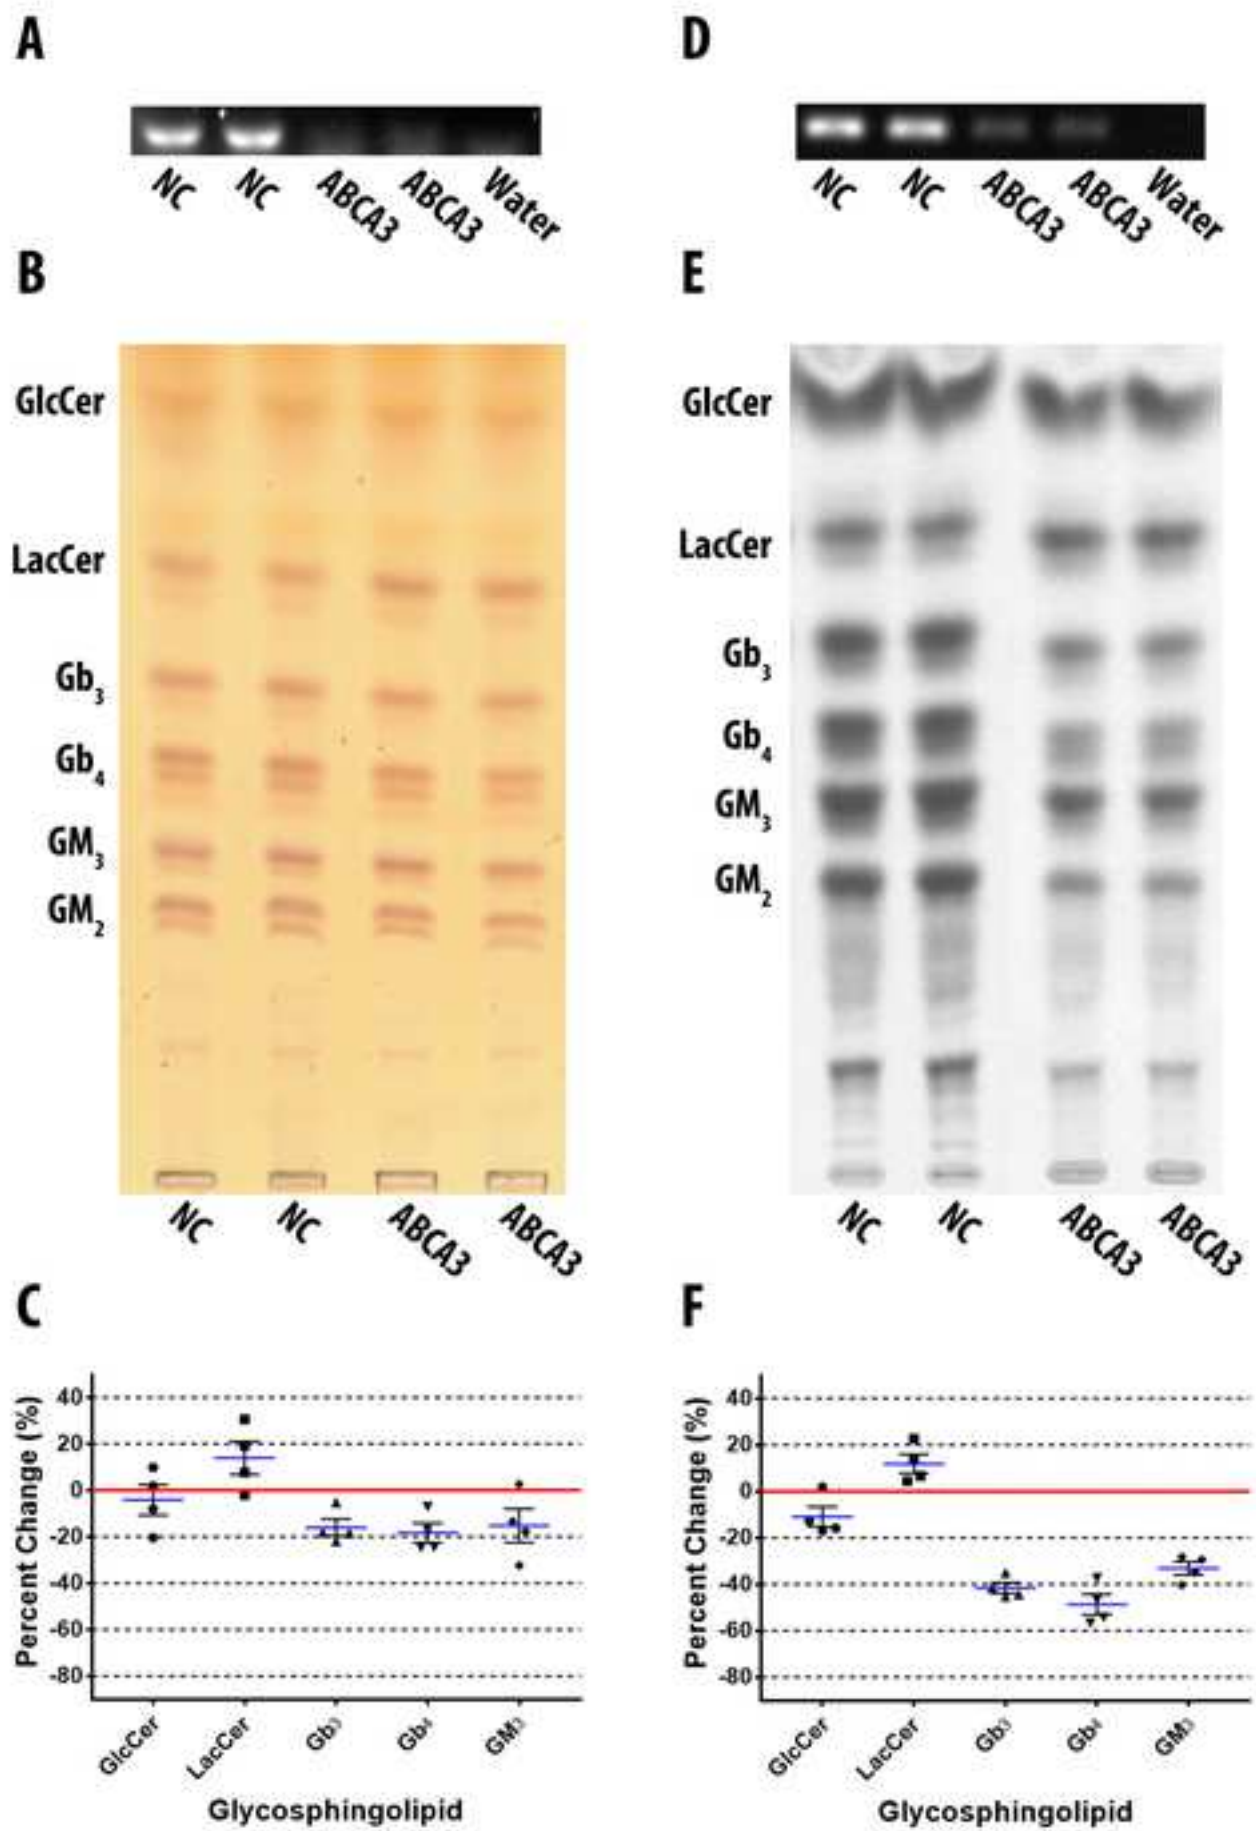 A
NC
NC
ABCA3
ABCA3
Water
B
GlcCer
LacCer
Gb3
Gb4
GM3
GM2
NC
NC
ABCA3
ABCA3
C
Percent Change (%)
40
20
0
-20
-40
-60
-80
GlcCer
LacCer
Gb3
Gb4
GM3
Glycosphingolipid
D
NC
NC
ABCA3
ABCA3
Water
E
GlcCer
LacCer
Gb3
Gb4
GM3
GM2
NC
NC
ABCA3
ABCA3
F
Percent Change (%)
40
20
0
-20
-40
-60
-80
GlcCer
LacCer
Gb3
Gb4
GM3
Glycosphingolipid